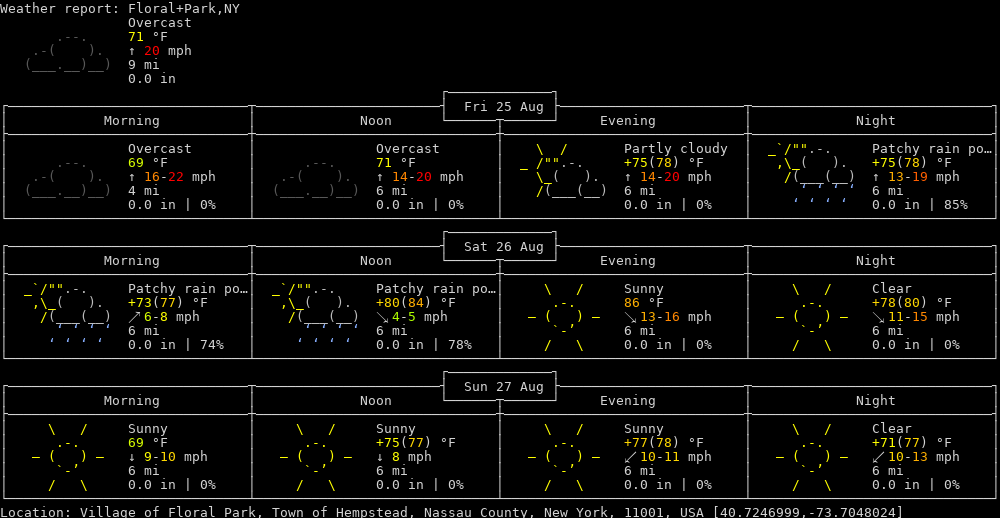 Weather report: Floral+Park,NY
Overcast
71 °F
↑ 20 mph
9 mi
0.0 in
Fri 25 Aug
Morning Noon Evening Night
Overcast Overcast Partly cloudy Patchy rain po…
69 °F 71 °F +75(78) °F +75(78) °F
↑ 16-22 mph ↑ 14-20 mph ↑ 14-20 mph ↑ 13-19 mph
4 mi 6 mi 6 mi 6 mi
0.0 in | 0% 0.0 in | 0% 0.0 in | 0% 0.0 in | 85%
Sat 26 Aug
Morning Noon Evening Night
Patchy rain po… Patchy rain po… Sunny Clear
+73(77) °F +80(84) °F 86 °F +78(80) °F
↗ 6-8 mph ↘ 4-5 mph ↘ 13-16 mph ↘ 11-15 mph
6 mi 6 mi 6 mi 6 mi
0.0 in | 74% 0.0 in | 78% 0.0 in | 0% 0.0 in | 0%
Sun 27 Aug
Morning Noon Evening Night
Sunny Sunny Sunny Clear
69 °F +75(77) °F +77(78) °F +71(77) °F
↓ 9-10 mph ↓ 8 mph ↙ 10-11 mph ↙ 10-13 mph
6 mi 6 mi 6 mi 6 mi
0.0 in | 0% 0.0 in | 0% 0.0 in | 0% 0.0 in | 0%
Location: Village of Floral Park, Town of Hempstead, Nassau County, New York, 11001, USA [40.7246999,-73.7048024]